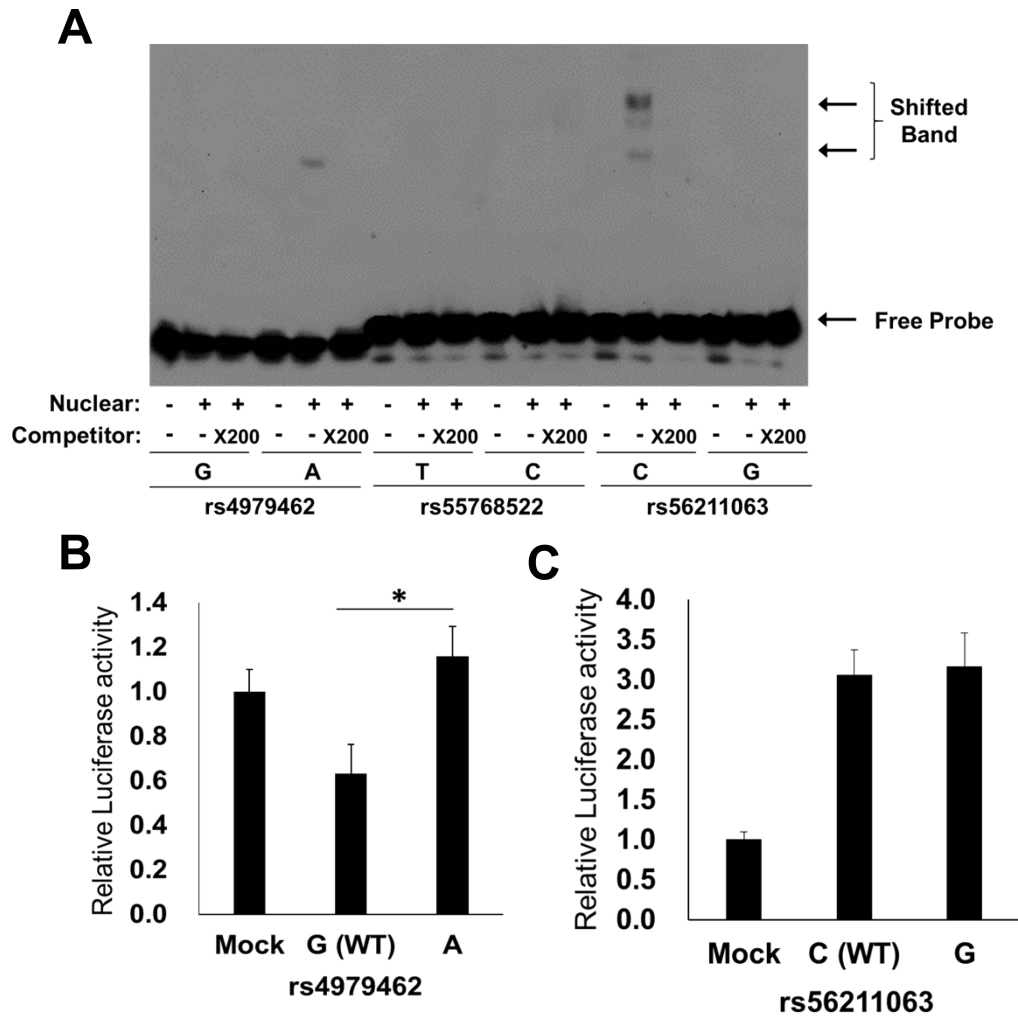 A
Shifted
Band
Free Probe
Nuclear: - + + - + + - + + - + + - + + - + +
Competitor: - - X200 - - X200 - - X200 - - X200 - - X200 - - X200
G A T C C G
rs4979462 rs55768522 rs56211063
B
Relative Luciferase activity
1.4
1.2
1.0
0.8
0.6
0.4
0.2
0.0
*
Mock G (WT) A
rs4979462
C
Relative Luciferase activity
4.0
3.5
3.0
2.5
2.0
1.5
1.0
0.5
0.0
Mock C (WT) G
rs56211063